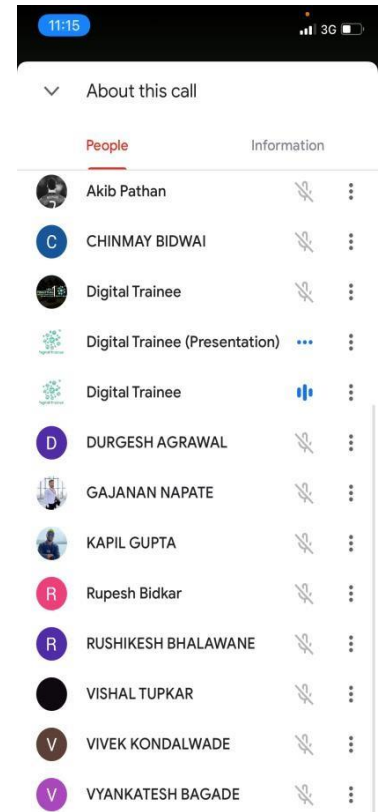 11:15
3G
About this call
People
Information
Akib Pathan
C
CHINMAY BIDWAI
Digital Trainee
Digital Trainee (Presentation)
Digital Trainee
D
DURGESH AGRAWAL
GAJANAN NAPATE
KAPIL GUPTA
R
Rupesh Bidkar
R
RUSHIKESH BHALAWANE
VISHAL TUPKAR
V
VIVEK KONDALWADE
V
VYANKATESH BAGADE